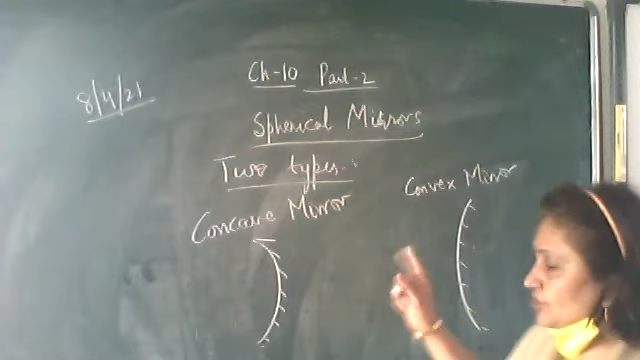 8/4/21
Ch-10 Part-2
Spherical Mirrors
Two types :
Concave Mirror
Convex Mirror